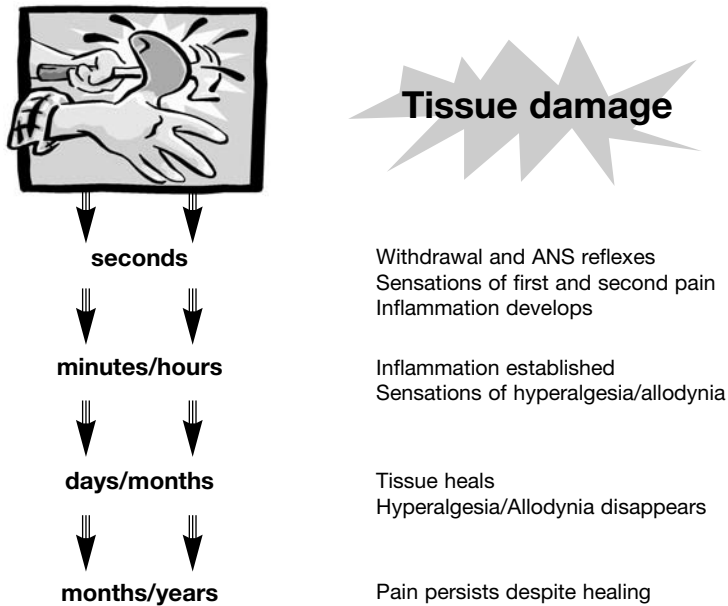 Tissue damage
seconds
Withdrawal and ANS reflexes
Sensations of first and second pain
Inflammation develops
minutes/hours
Inflammation established
Sensations of hyperalgesia/allodynia
days/months
Tissue heals
Hyperalgesia/Allodynia disappears
months/years
Pain persists despite healing